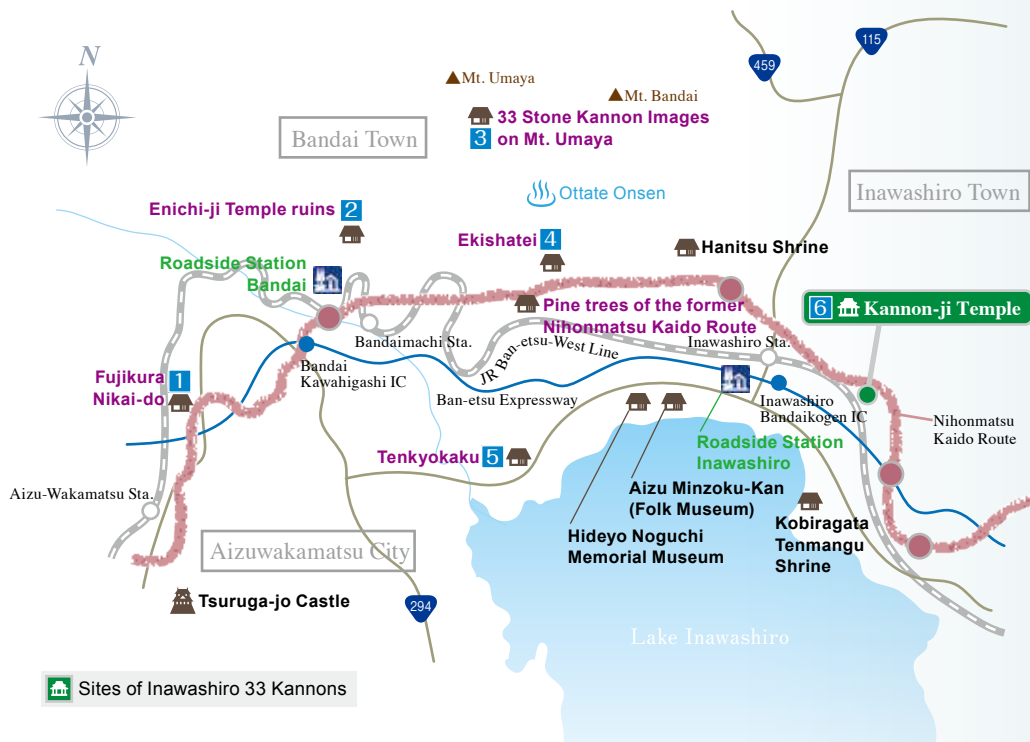 N
115
459
Mt. Umaya
Mt. Bandai
33 Stone Kannon Images
3 on Mt. Umaya
Bandai Town
Inawashiro Town
Ottate Onsen
Enichi-ji Temple ruins 2
Ekishatei 4
Hanitsu Shrine
Roadside Station
Bandai
6 Kannon-ji Temple
Pine trees of the former
Nihonmatsu Kaido Route
Bandaimachi Sta.
Inawashiro Sta.
JR Ban-etsu-West Line
Bandai
Kawahigashi IC
Fujikura
Nikai-do
1
Ban-etsu Expressway
Inawashiro
Bandaikogen IC
Nihonmatsu
Kaido Route
Roadside Station
Inawashiro
Tenkyokaku 5
Aizu-Wakamatsu Sta.
Aizu Minzoku-Kan
(Folk Museum)
Hideyo Noguchi
Memorial Museum
Kobiragata
Tenmangu
Shrine
Aizuwakamatsu City
Tsuruga-jo Castle
294
Lake Inawashiro
Sites of Inawashiro 33 Kannons